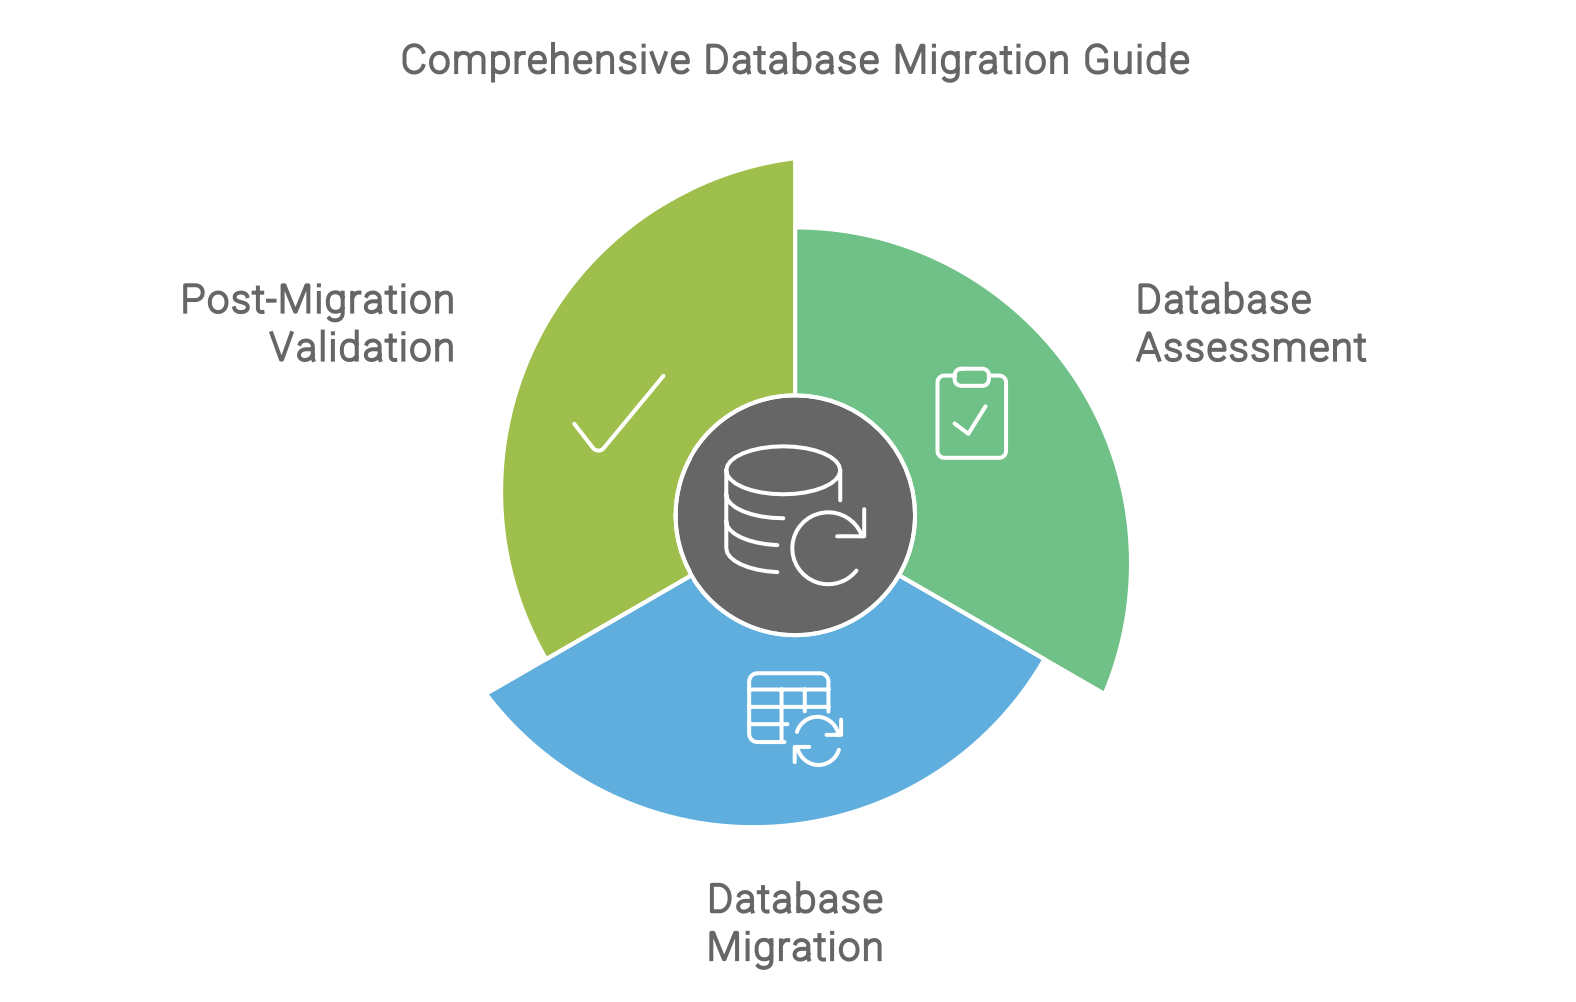 Comprehensive Database Migration Guide
Post-Migration
Validation
Database
Assessment
Database
Migration